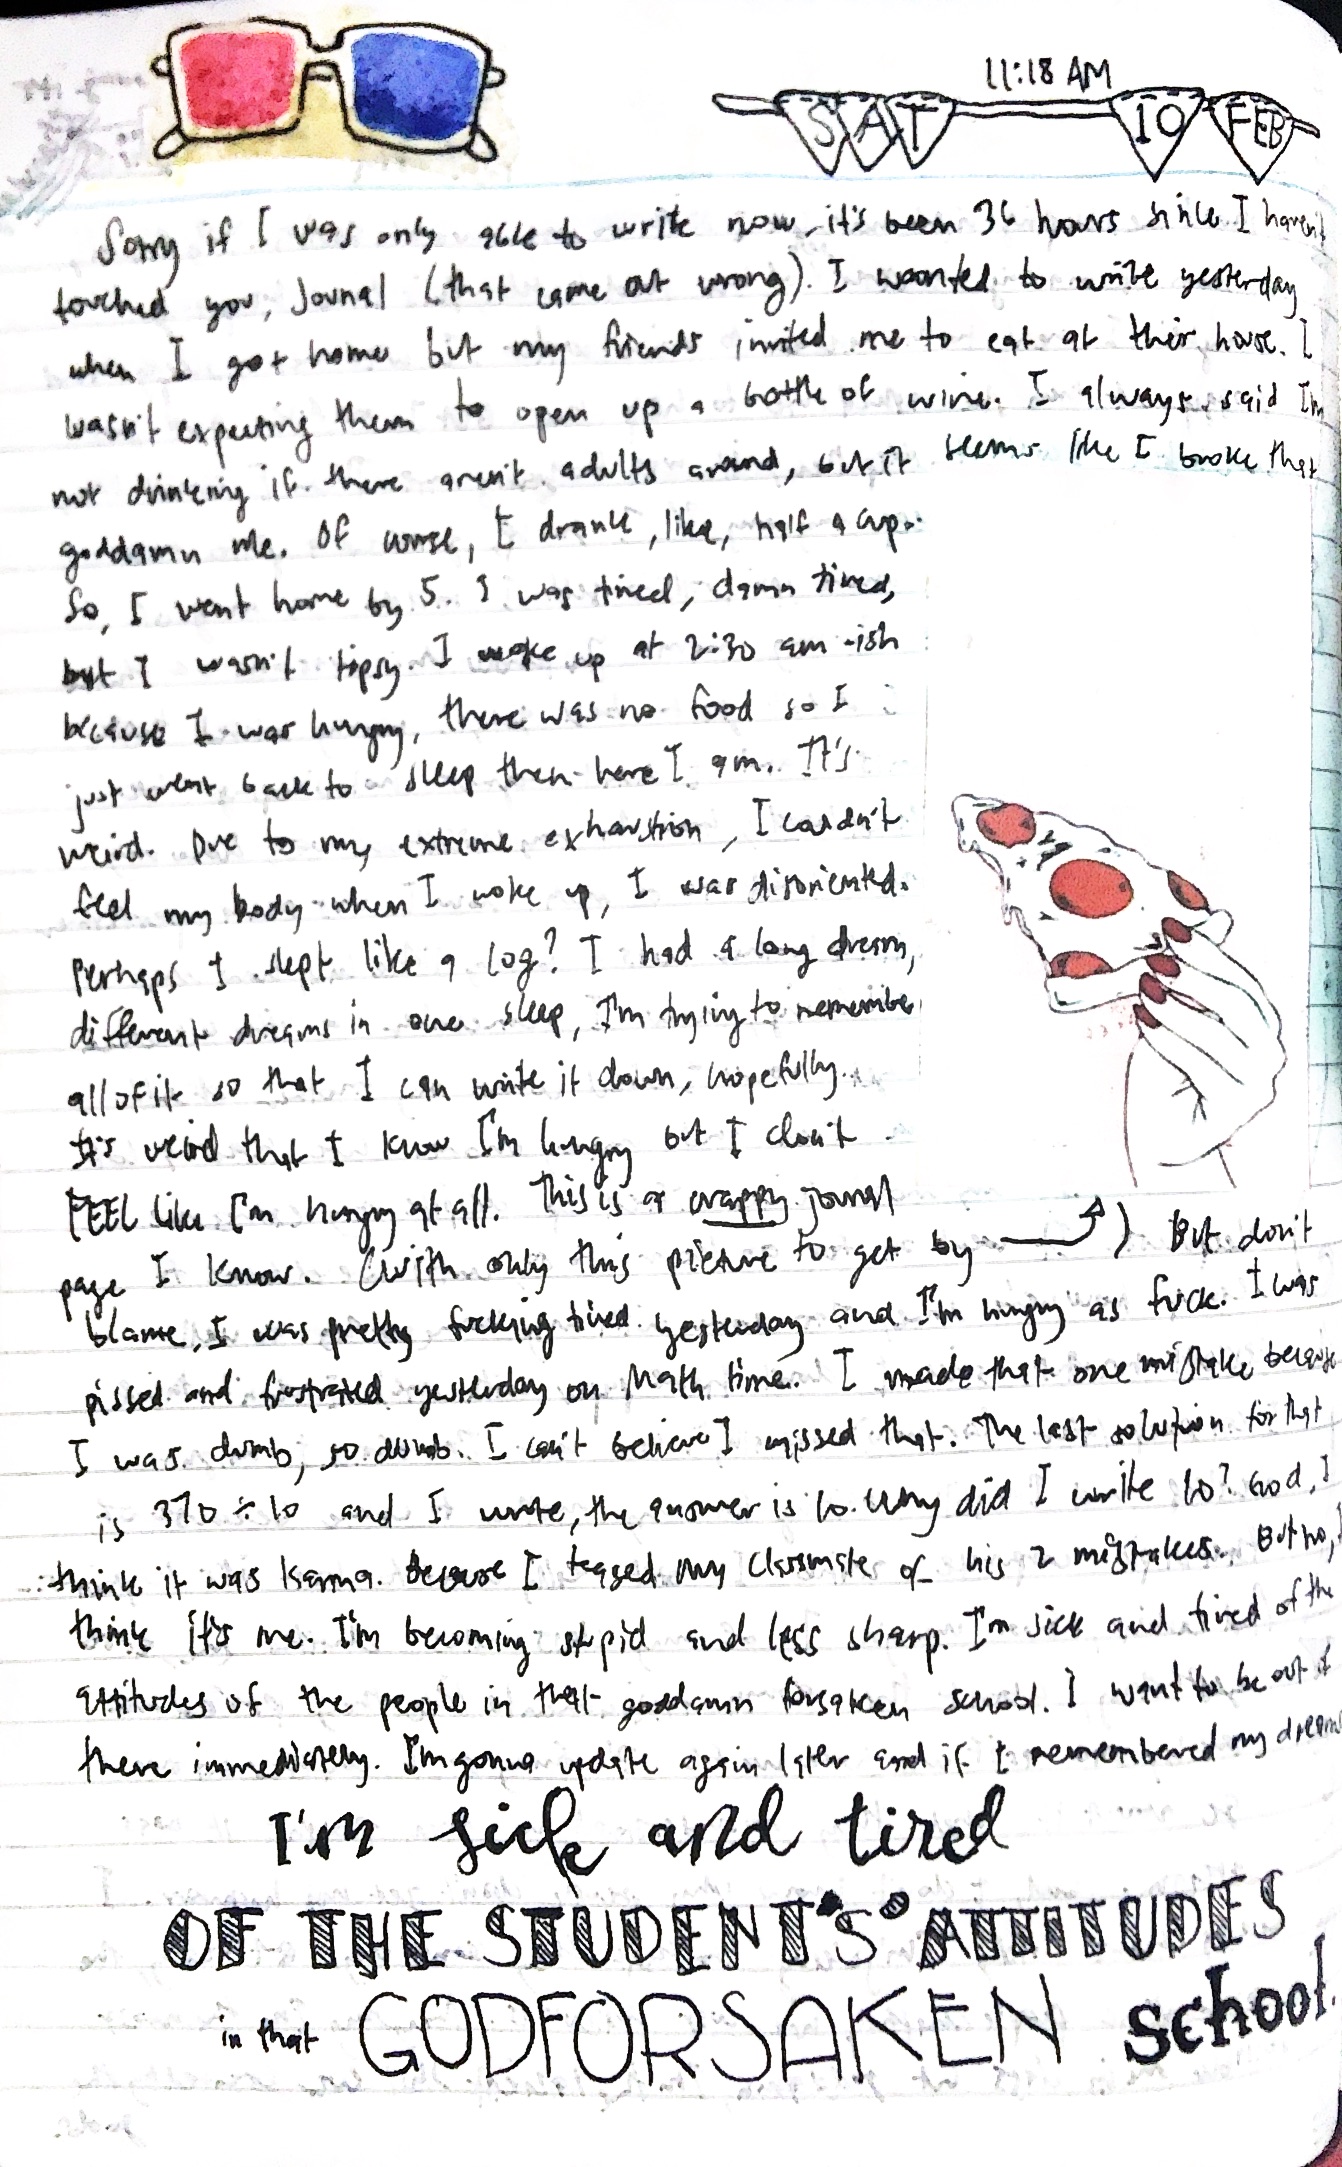 11:18 AM
SAT 10 FEB
Sorry if I was only able to write now, it's been 36 hours since I haven't
touched you, Journal (that came out wrong). I wanted to write yesterday
when I got home but my friends invited me to eat at their house. I
wasn't expecting them to open up a bottle of wine. I always said I'm
not drinking if there aren't adults around, but it seems like I broke that
goddamn me. Of course, I drank, like, half a cup.
So, I went home by 5. I was tired, damn tired,
but I wasn't tipsy. I woke up at 2:30 am-ish
because I was hungry, there was no food so I
just went back to sleep then here I am. It's
weird. Due to my extreme exhaustion, I couldn't
feel my body when I woke up, I was disoriented.
Perhaps I slept like a log? I had a long dream,
different dreams in one sleep, I'm trying to remember
all of it so that I can write it down, hopefully.
It's weird that I know I'm hungry but I don't
FEEL like I'm hungry at all. This is a crappy journal
page I know. (With only this picture to get by →) But don't
blame, I was pretty fucking tired yesterday and I'm hungry as fuck. I was
pissed and frustrated yesterday on Math time. I made that one mistake because
I was dumb, so dumb. I can't believe I missed that. The last solution for that
is 370 ÷ 10 and I wrote, the answer is 10. Why did I write 10? God, I
think it was karma. Because I teased my classmate of his 2 mistakes. But no, I
think it's me. I'm becoming stupid and less sharp. I'm sick and tired of the
attitudes of the people in that goddamn forsaken school. I want to be out of
there immediately. I'm gonna update again later and if I remembered my dreams
I'm sick and tired
OF THE STUDENT'S' ATTITUDES
in that GODFORSAKEN school.